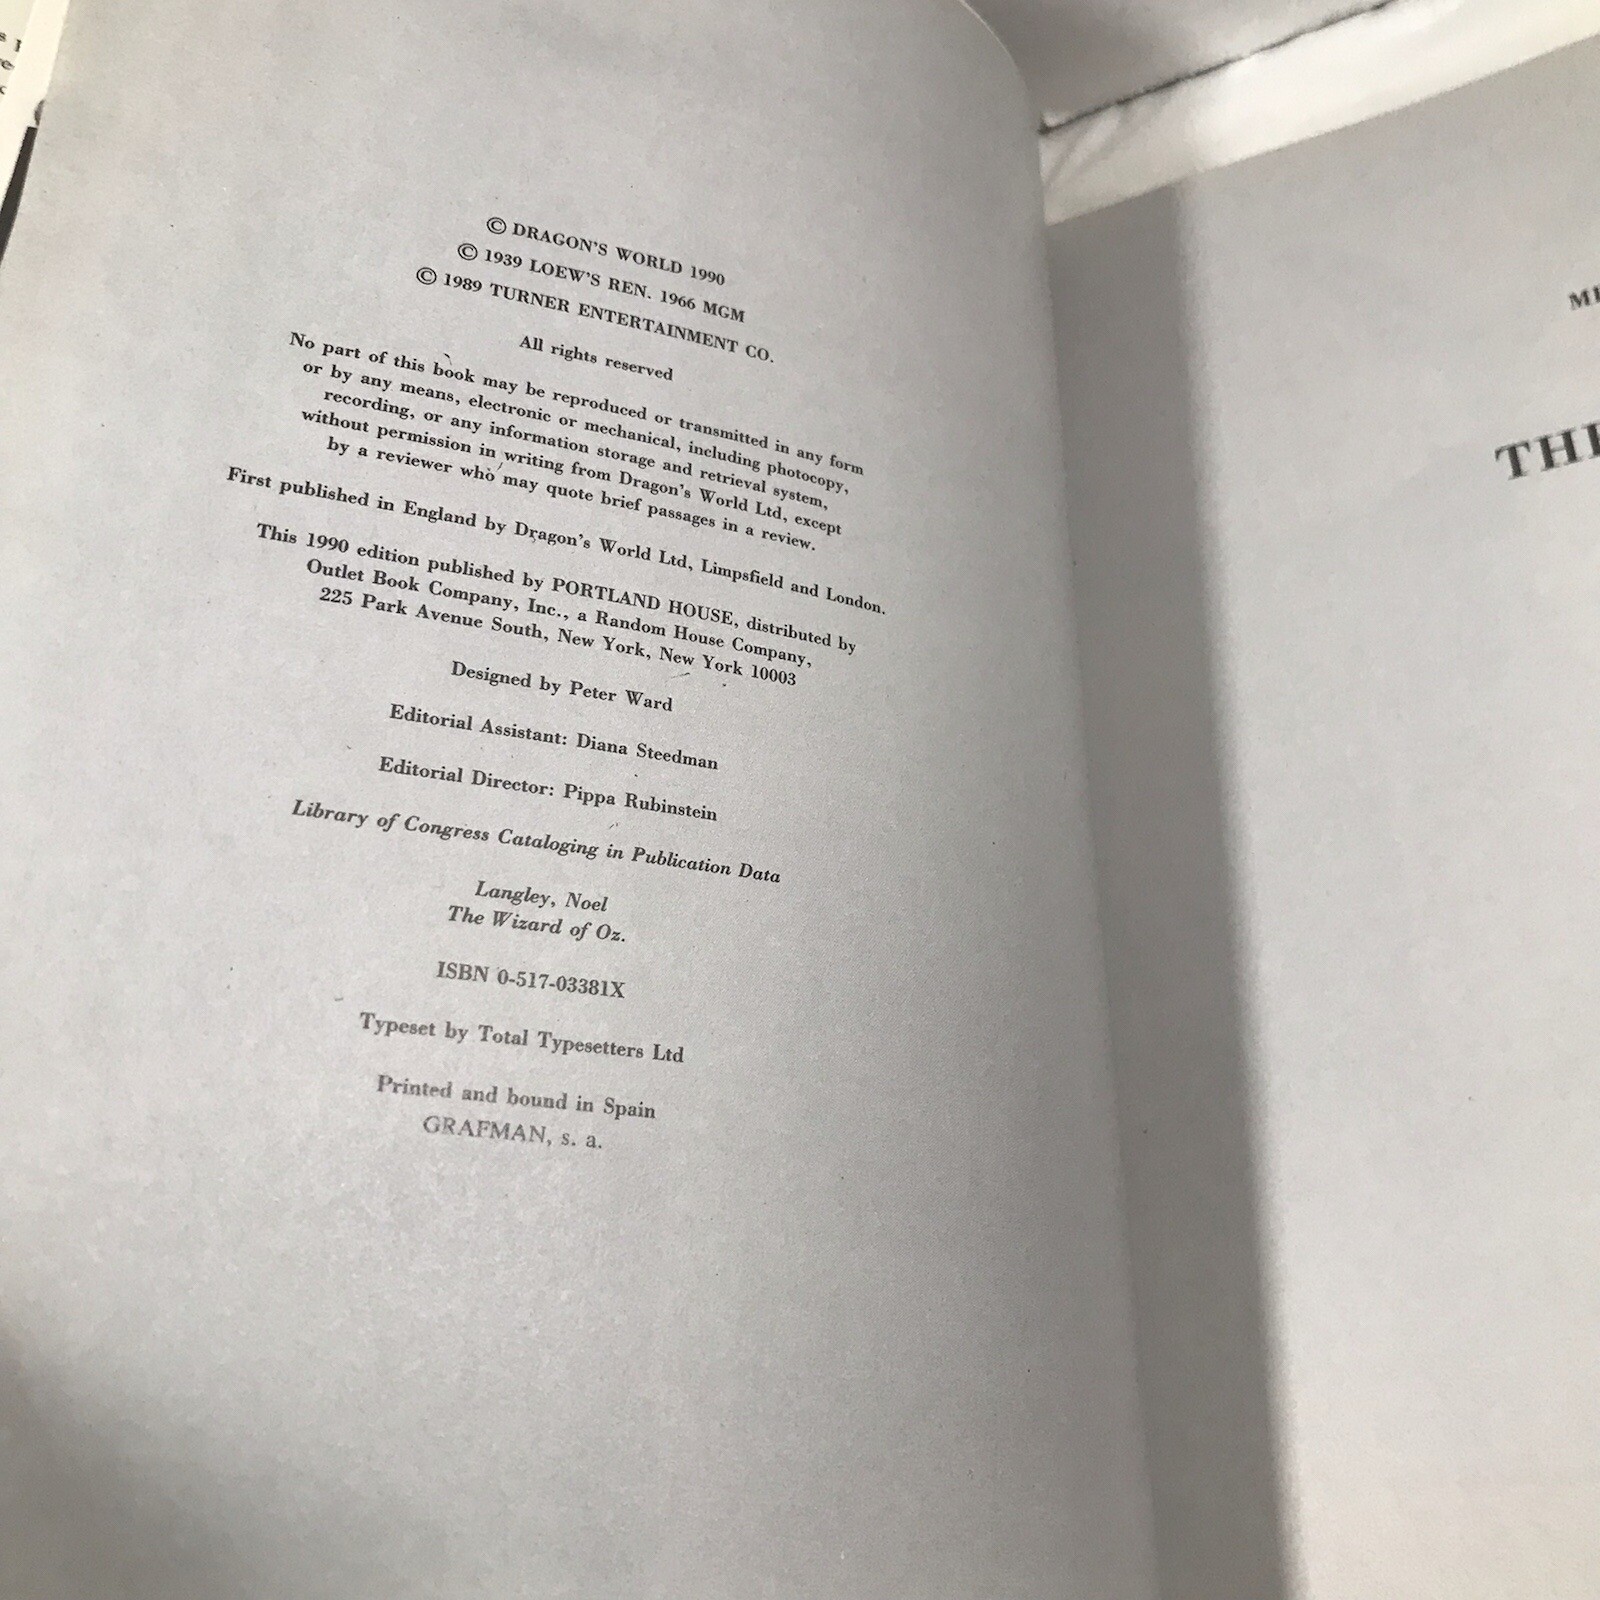 © DRAGON'S WORLD 1990
© 1939 LOEW'S REN. 1966 MGM
© 1989 TURNER ENTERTAINMENT CO.
All rights reserved
No part of this book may be reproduced or transmitted in any form
or by any means, electronic or mechanical, including photocopy,
recording, or any information storage and retrieval system,
without permission in writing from Dragon's World Ltd, except
by a reviewer who may quote brief passages in a review.
First published in England by Dragon's World Ltd, Limpsfield and London.
This 1990 edition published by PORTLAND HOUSE, distributed by
Outlet Book Company, Inc., a Random House Company,
225 Park Avenue South, New York, New York 10003
Designed by Peter Ward
Editorial Assistant: Diana Steedman
Editorial Director: Pippa Rubinstein
Library of Congress Cataloging in Publication Data
Langley, Noel
The Wizard of Oz.
ISBN 0-517-03381X
Typeset by Total Typesetters Ltd
Printed and bound in Spain
GRAFMAN, s. a.